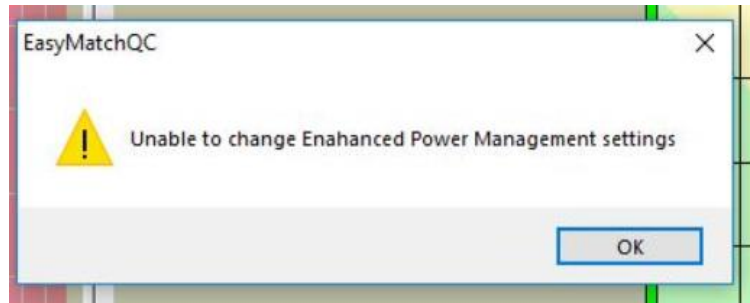 EasyMatchQC
Unable to change Enahanced Power Management settings
OK